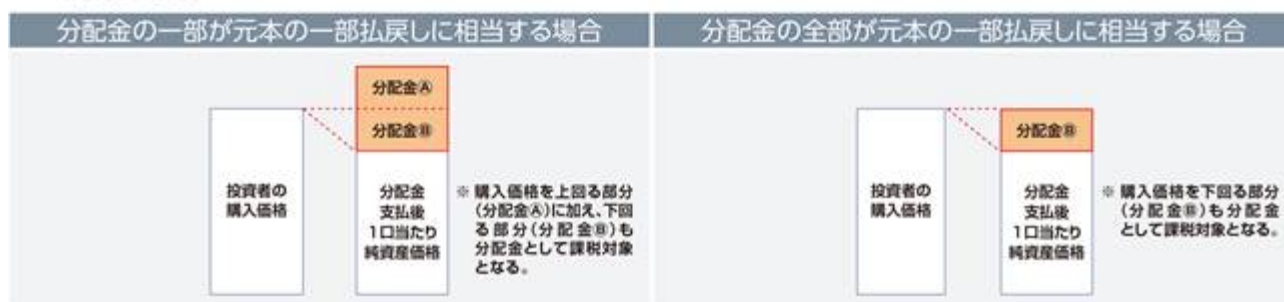 分配金の一部が元本の一部払戻しに相当する場合
分配金Ⓐ
分配金Ⓑ
投資者の
購入価格
分配金
支払後
1口当たり
純資産価格
※ 購入価格を上回る部分
(分配金Ⓐ)に加え、下回
る部分(分配金Ⓑ)も
分配金として課税対象
となる。
分配金の全部が元本の一部払戻しに相当する場合
分配金Ⓑ
投資者の
購入価格
分配金
支払後
1口当たり
純資産価格
※ 購入価格を下回る部分
(分配金Ⓑ)も分配金
として課税対象となる。